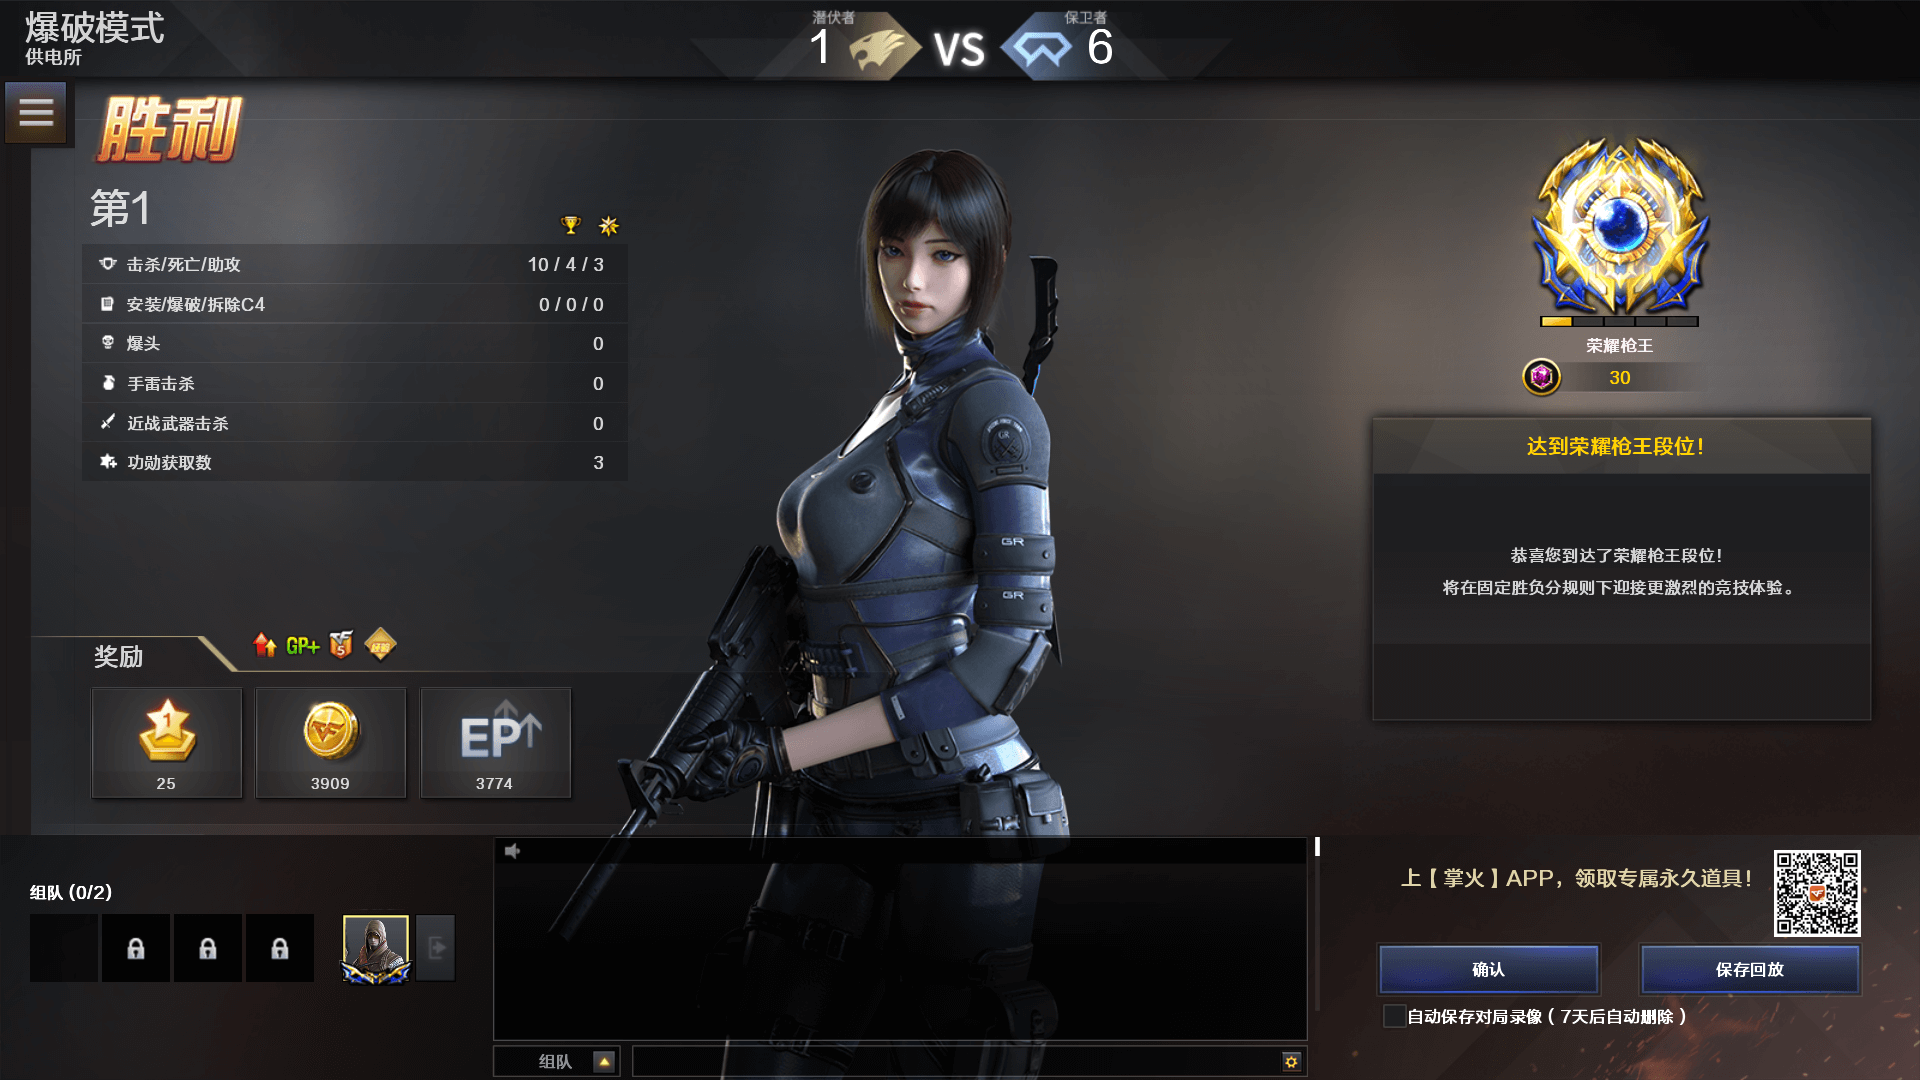 爆破模式
供电所
潜伏者
1
VS
保卫者
6
胜利
第1
击杀/死亡/助攻 10 / 4 / 3
安装/爆破/拆除C4 0 / 0 / 0
爆头 0
手雷击杀 0
近战武器击杀 0
功勋获取数 3
GR
GR
GR
荣耀枪王
30
达到荣耀枪王段位!
恭喜您到达了荣耀枪王段位!
将在固定胜负分规则下迎接更激烈的竞技体验。
奖励
GP+
5
经验
1
25
3909
EP
3774
组队 (0/2)
组队
上【掌火】APP，领取专属永久道具!
确认
保存回放
自动保存对局录像 ( 7天后自动删除 )